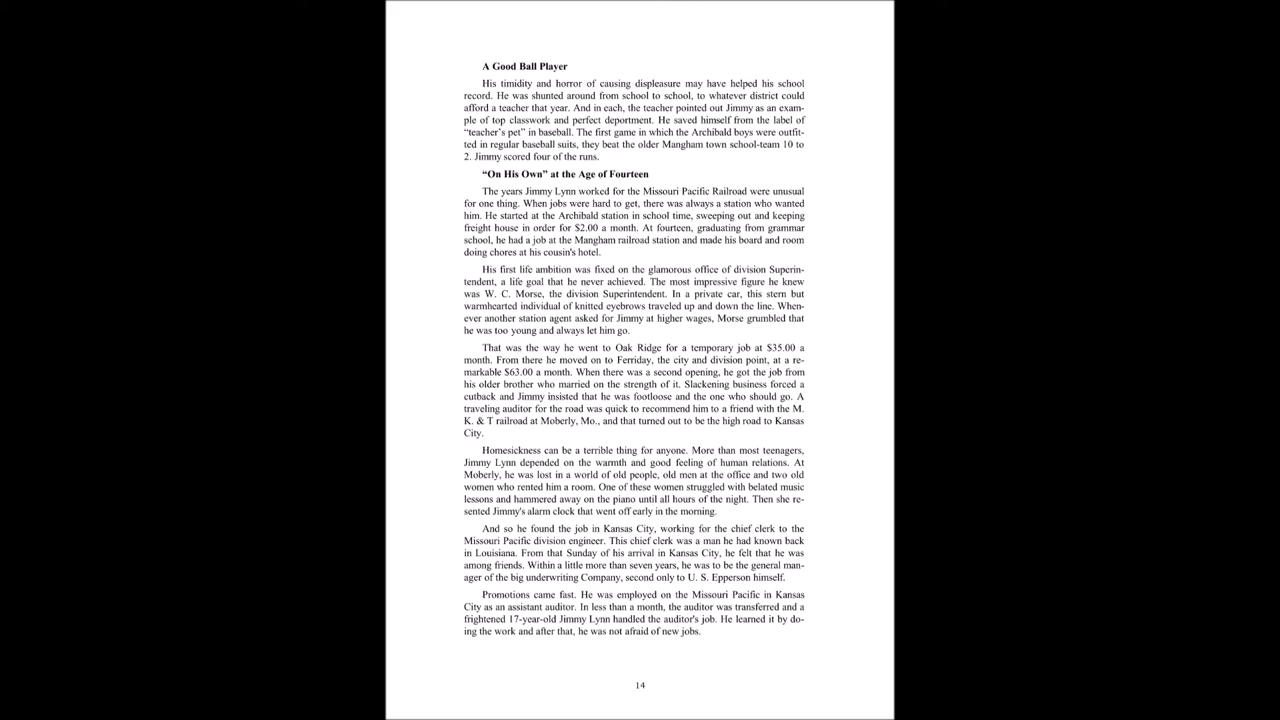 A Good Ball Player
His timidity and horror of causing displeasure may have helped his school
record. He was shunted around from school to school, to whatever district could
afford a teacher that year. And in each, the teacher pointed out Jimmy as an exam-
ple of top classwork and perfect deportment. He saved himself from the label of
“teacher’s pet” in baseball. The first game in which the Archibald boys were outfit-
ted in regular baseball suits, they beat the older Mangham town school-team 10 to
2. Jimmy scored four of the runs.
“On His Own” at the Age of Fourteen
The years Jimmy Lynn worked for the Missouri Pacific Railroad were unusual
for one thing. When jobs were hard to get, there was always a station who wanted
him. He started at the Archibald station in school time, sweeping out and keeping
freight house in order for $2.00 a month. At fourteen, graduating from grammar
school, he had a job at the Mangham railroad station and made his board and room
doing chores at his cousin's hotel.
His first life ambition was fixed on the glamorous office of division Superin-
tendent, a life goal that he never achieved. The most impressive figure he knew
was W. C. Morse, the division Superintendent. In a private car, this stern but
warmhearted individual of knitted eyebrows traveled up and down the line. When-
ever another station agent asked for Jimmy at higher wages, Morse grumbled that
he was too young and always let him go.
That was the way he went to Oak Ridge for a temporary job at $35.00 a
month. From there he moved on to Ferriday, the city and division point, at a re-
markable $63.00 a month. When there was a second opening, he got the job from
his older brother who married on the strength of it. Slackening business forced a
cutback and Jimmy insisted that he was footloose and the one who should go. A
traveling auditor for the road was quick to recommend him to a friend with the M.
K. & T railroad at Moberly, Mo., and that turned out to be the high road to Kansas
City.
Homesickness can be a terrible thing for anyone. More than most teenagers,
Jimmy Lynn depended on the warmth and good feeling of human relations. At
Moberly, he was lost in a world of old people, old men at the office and two old
women who rented him a room. One of these women struggled with belated music
lessons and hammered away on the piano until all hours of the night. Then she re-
sented Jimmy's alarm clock that went off early in the morning.
And so he found the job in Kansas City, working for the chief clerk to the
Missouri Pacific division engineer. This chief clerk was a man he had known back
in Louisiana. From that Sunday of his arrival in Kansas City, he felt that he was
among friends. Within a little more than seven years, he was to be the general man-
ager of the big underwriting Company, second only to U. S. Epperson himself.
Promotions came fast. He was employed on the Missouri Pacific in Kansas
City as an assistant auditor. In less than a month, the auditor was transferred and a
frightened 17-year-old Jimmy Lynn handled the auditor's job. He learned it by do-
ing the work and after that, he was not afraid of new jobs.
14